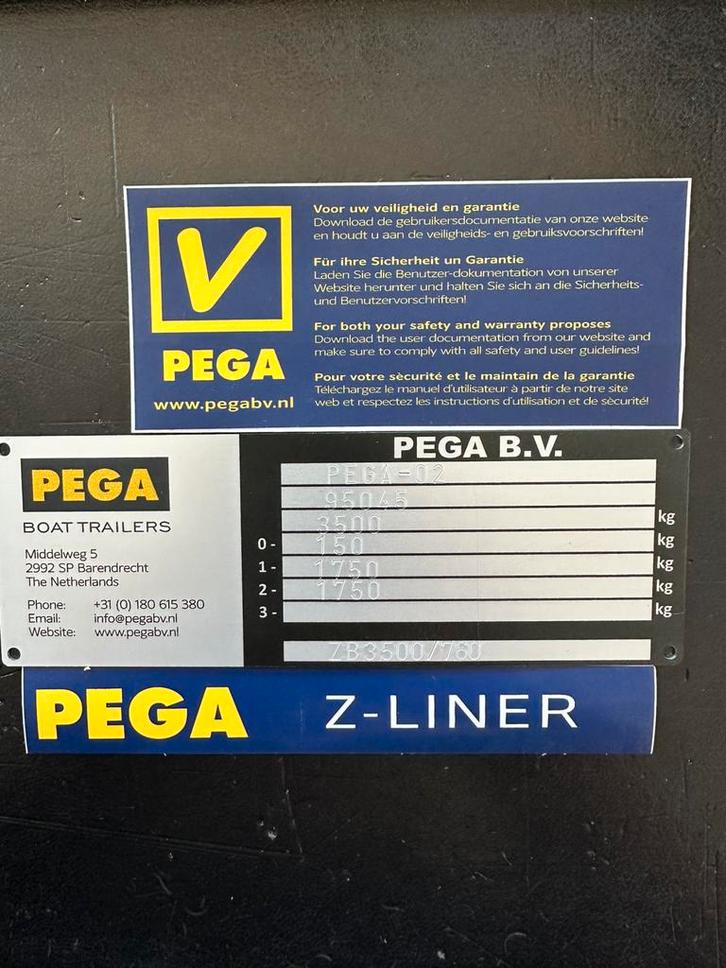 V
PEGA
www.pegabv.nl
Voor uw veiligheid en garantie
Download de gebruikersdocumentatie van onze website
en houdt u aan de veiligheids- en gebruiksvoorschriften!
Für ihre Sicherheit un Garantie
Laden Sie die Benutzer-dokumentation von unserer
Website herunter und halten Sie sich an die Sicherheits-
und Benutzervorschriften!
For both your safety and warranty proposes
Download the user documentation from our website and
make sure to comply with all safety and user guidelines!
Pour votre sècurité et le maintain de la garantie
Téléchargez le manuel d'utilisateur à partir de notre site
web et respectez les instructions d'utilisation et de sècurité!
PEGA
BOAT TRAILERS
Middelweg 5
2992 SP Barendrecht
The Netherlands
Phone: +31 (0) 180 615 380
Email: info@pegabv.nl
Website: www.pegabv.nl
PEGA B.V.
PEGA-02
95045
3500 kg
0- 150 kg
1- 1750 kg
2- 1750 kg
3- kg
ZB3500/760
PEGA Z-LINER